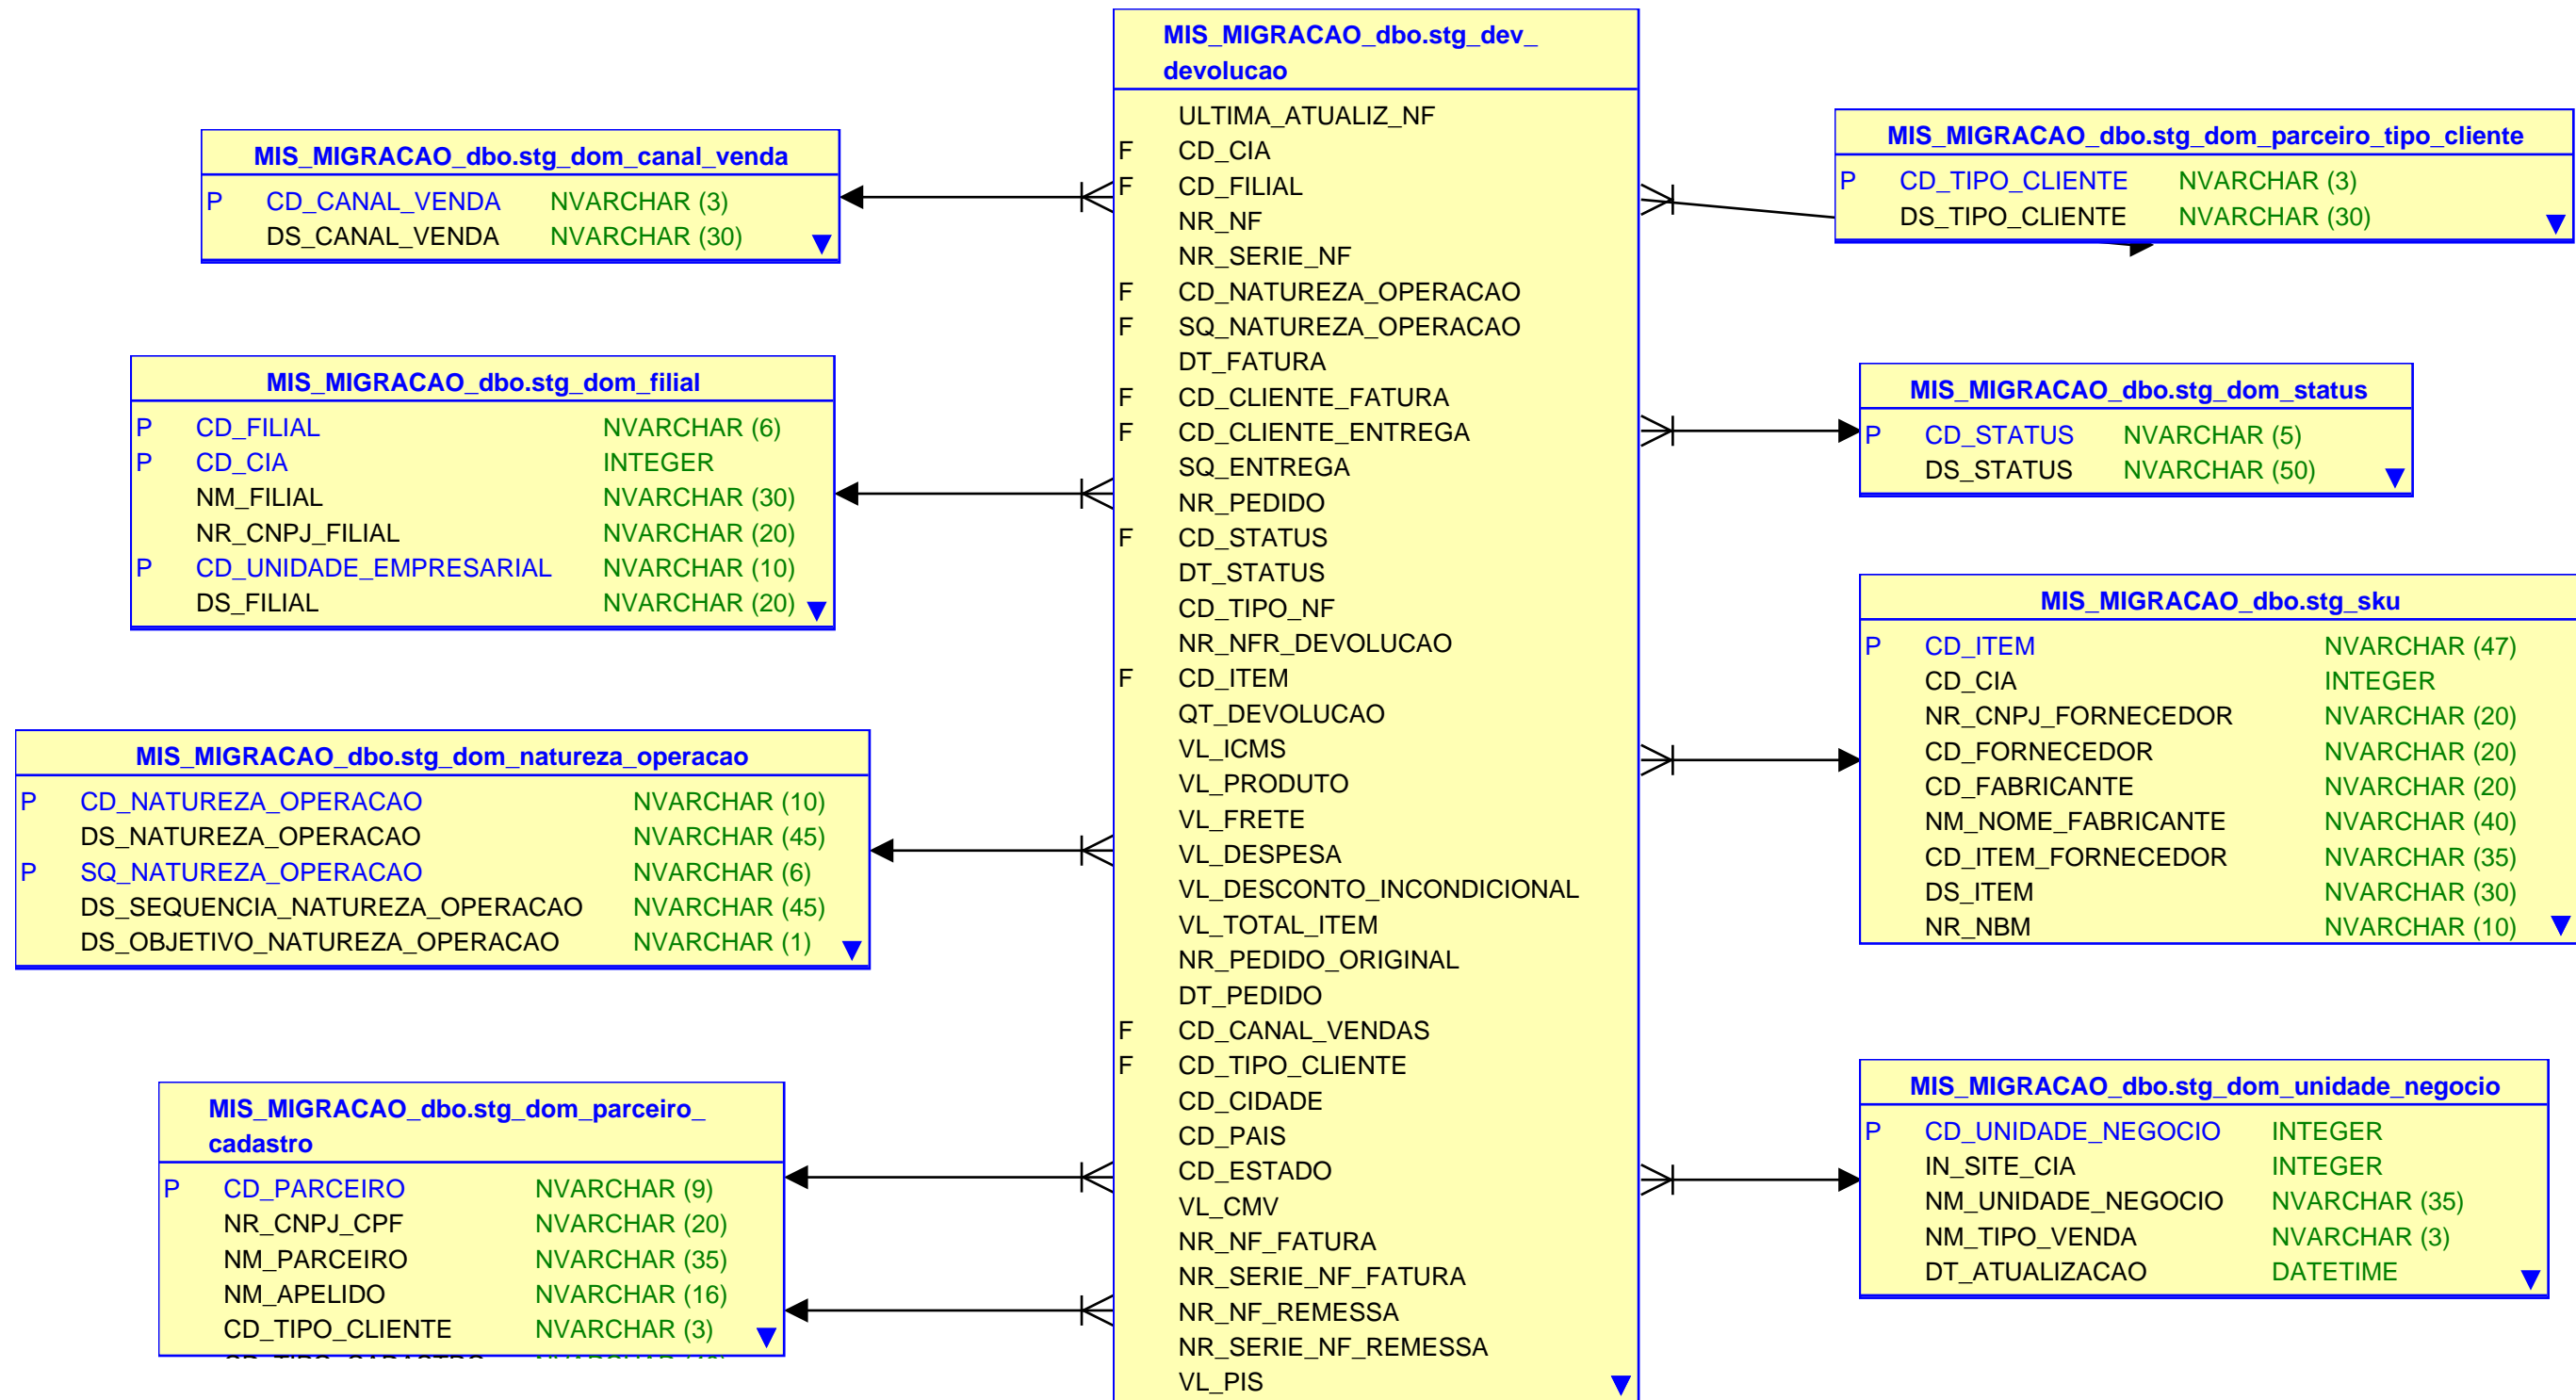 MIS_MIGRACAO_dbo.stg_dom_canal_venda
P CD_CANAL_VENDA NVARCHAR (3)
DS_CANAL_VENDA NVARCHAR (30)
MIS_MIGRACAO_dbo.stg_dom_filial
P CD_FILIAL NVARCHAR (6)
P CD_CIA INTEGER
NM_FILIAL NVARCHAR (30)
NR_CNPJ_FILIAL NVARCHAR (20)
P CD_UNIDADE_EMPRESARIAL NVARCHAR (10)
DS_FILIAL NVARCHAR (20)
MIS_MIGRACAO_dbo.stg_dom_natureza_operacao
P CD_NATUREZA_OPERACAO NVARCHAR (10)
DS_NATUREZA_OPERACAO NVARCHAR (45)
P SQ_NATUREZA_OPERACAO NVARCHAR (6)
DS_SEQUENCIA_NATUREZA_OPERACAO NVARCHAR (45)
DS_OBJETIVO_NATUREZA_OPERACAO NVARCHAR (1)
MIS_MIGRACAO_dbo.stg_dom_parceiro_
cadastro
P CD_PARCEIRO NVARCHAR (9)
NR_CNPJ_CPF NVARCHAR (20)
NM_PARCEIRO NVARCHAR (35)
NM_APELIDO NVARCHAR (16)
CD_TIPO_CLIENTE NVARCHAR (3)
MIS_MIGRACAO_dbo.stg_dev_
devolucao
ULTIMA_ATUALIZ_NF
F CD_CIA
F CD_FILIAL
NR_NF
NR_SERIE_NF
F CD_NATUREZA_OPERACAO
F SQ_NATUREZA_OPERACAO
DT_FATURA
F CD_CLIENTE_FATURA
F CD_CLIENTE_ENTREGA
SQ_ENTREGA
NR_PEDIDO
F CD_STATUS
DT_STATUS
CD_TIPO_NF
NR_NFR_DEVOLUCAO
F CD_ITEM
QT_DEVOLUCAO
VL_ICMS
VL_PRODUTO
VL_FRETE
VL_DESPESA
VL_DESCONTO_INCONDICIONAL
VL_TOTAL_ITEM
NR_PEDIDO_ORIGINAL
DT_PEDIDO
F CD_CANAL_VENDAS
F CD_TIPO_CLIENTE
CD_CIDADE
CD_PAIS
CD_ESTADO
VL_CMV
NR_NF_FATURA
NR_SERIE_NF_FATURA
NR_NF_REMESSA
NR_SERIE_NF_REMESSA
VL_PIS
MIS_MIGRACAO_dbo.stg_dom_parceiro_tipo_cliente
P CD_TIPO_CLIENTE NVARCHAR (3)
DS_TIPO_CLIENTE NVARCHAR (30)
MIS_MIGRACAO_dbo.stg_dom_status
P CD_STATUS NVARCHAR (5)
DS_STATUS NVARCHAR (50)
MIS_MIGRACAO_dbo.stg_sku
P CD_ITEM NVARCHAR (47)
CD_CIA INTEGER
NR_CNPJ_FORNECEDOR NVARCHAR (20)
CD_FORNECEDOR NVARCHAR (20)
CD_FABRICANTE NVARCHAR (20)
NM_NOME_FABRICANTE NVARCHAR (40)
CD_ITEM_FORNECEDOR NVARCHAR (35)
DS_ITEM NVARCHAR (30)
NR_NBM NVARCHAR (10)
MIS_MIGRACAO_dbo.stg_dom_unidade_negocio
P CD_UNIDADE_NEGOCIO INTEGER
IN_SITE_CIA INTEGER
NM_UNIDADE_NEGOCIO NVARCHAR (35)
NM_TIPO_VENDA NVARCHAR (3)
DT_ATUALIZACAO DATETIME